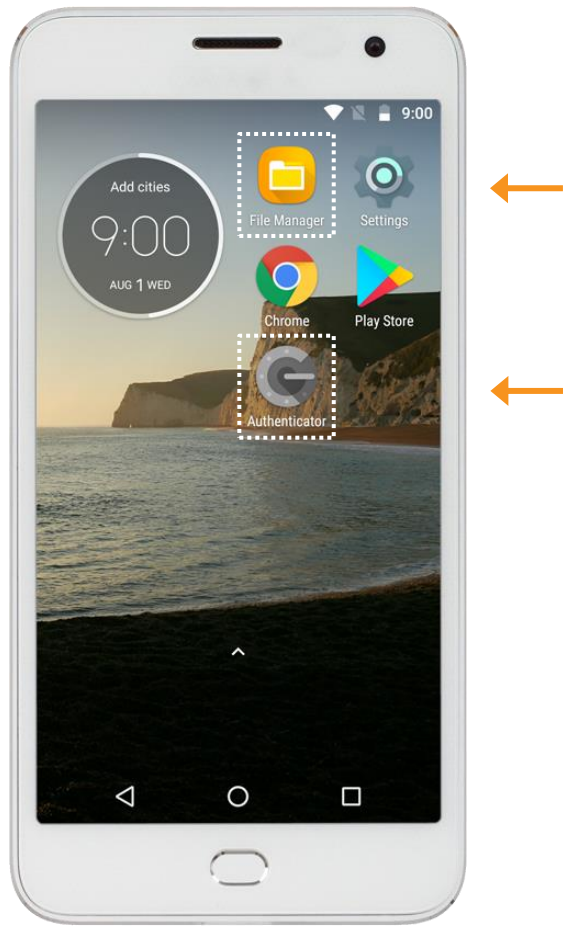 9:00
Add cities
9:00
AUG 1 WED
File Manager
Settings
Chrome
Play Store
Authenticator